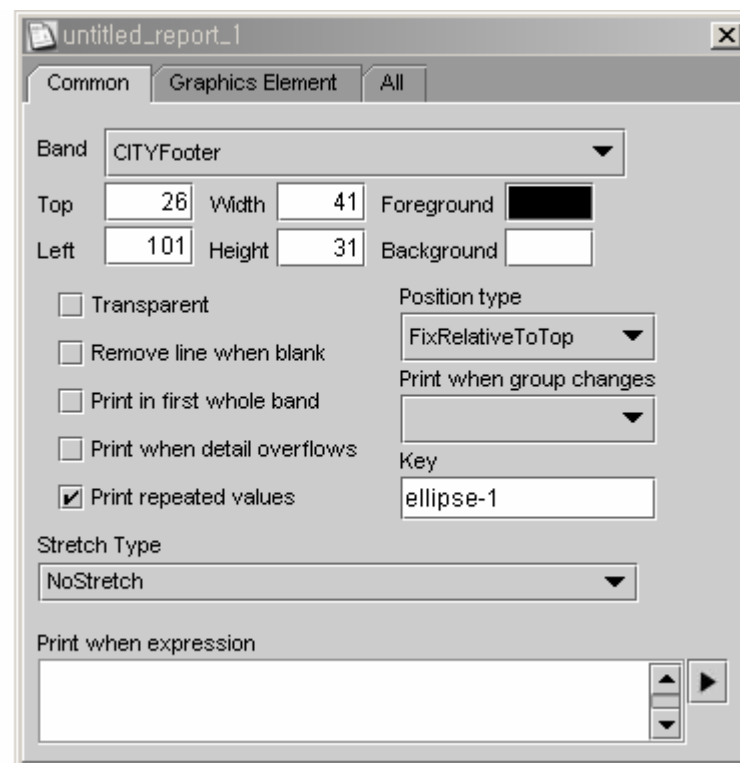 untitled_report_1
Common Graphics Element All
Band CITYFooter
Top 26 Width 41 Foreground
Left 101 Height 31 Background
Transparent
Position type
FixRelativeToTop
Remove line when blank
Print when group changes
Print in first whole band
Print when detail overflows
Key
Print repeated values
ellipse-1
Stretch Type
NoStretch
Print when expression